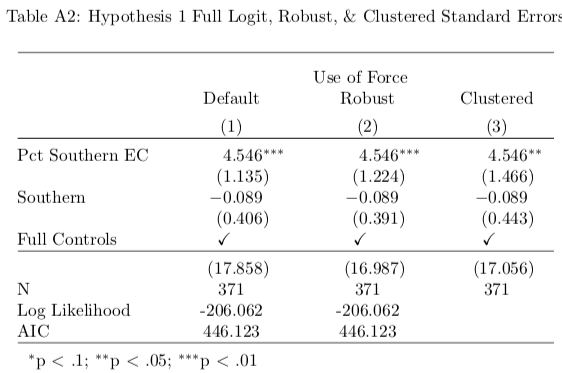 Table A2: Hypothesis 1 Full Logit, Robust, & Clustered Standard Errors
Use of Force
Default Robust Clustered
(1) (2) (3)
Pct Southern EC 4.546*** 4.546*** 4.546**
(1.135) (1.224) (1.466)
Southern −0.089 −0.089 −0.089
(0.406) (0.391) (0.443)
Full Controls ✓ ✓ ✓
(17.858) (16.987) (17.056)
N 371 371 371
Log Likelihood -206.062 -206.062
AIC 446.123 446.123
*p < .1; **p < .05; ***p < .01